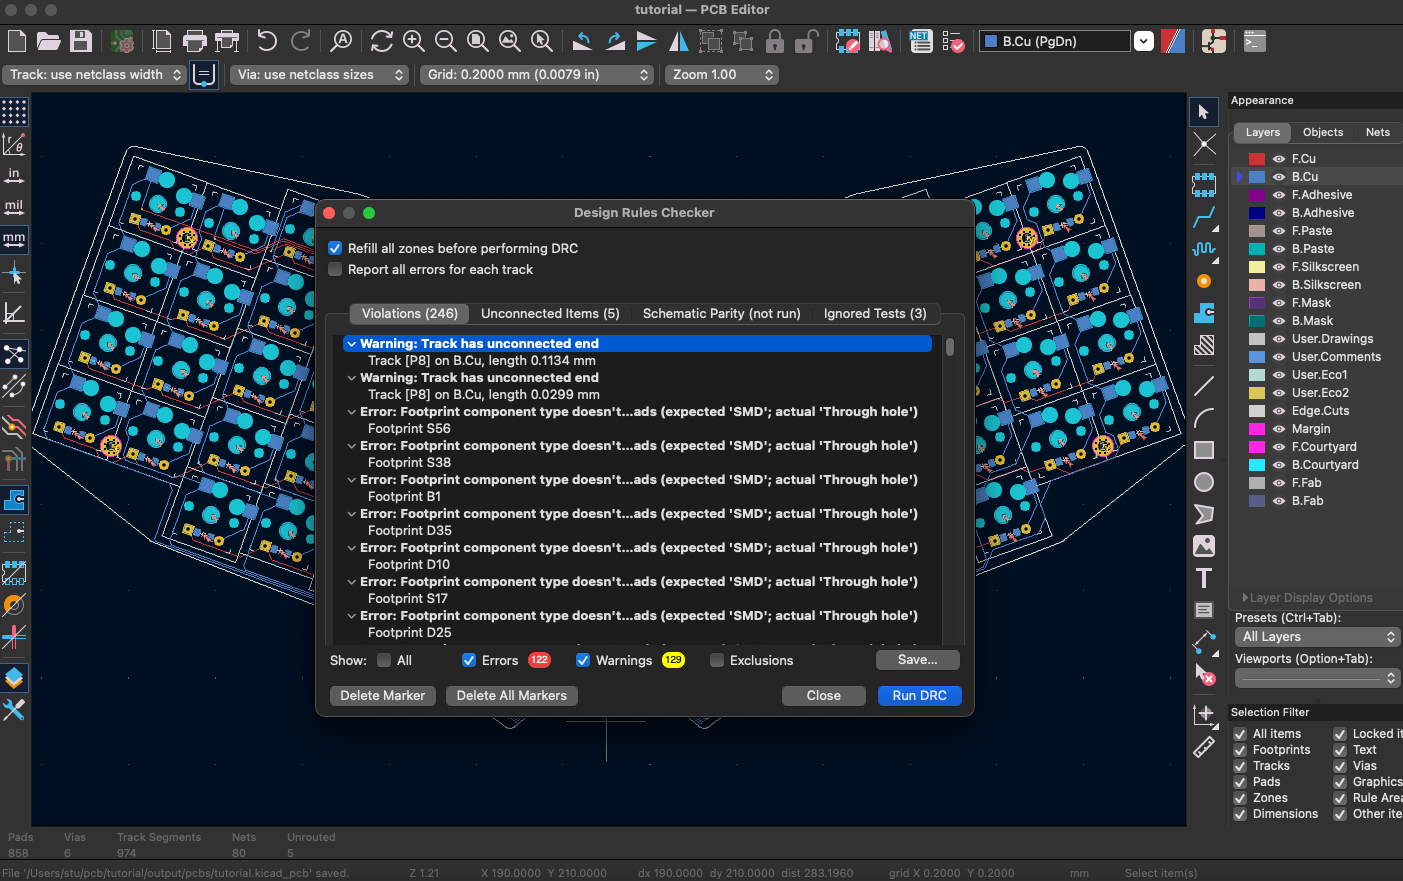 tutorial — PCB Editor
NET
B.Cu (PgDn)
Track: use netclass width
Via: use netclass sizes
Grid: 0.2000 mm (0.0079 in)
Zoom 1.00
r
θ
in
mil
mm
Appearance
Layers Objects Nets
F.Cu
B.Cu
F.Adhesive
B.Adhesive
F.Paste
B.Paste
F.Silkscreen
B.Silkscreen
F.Mask
B.Mask
User.Drawings
User.Comments
User.Eco1
User.Eco2
Edge.Cuts
Margin
F.Courtyard
B.Courtyard
F.Fab
B.Fab
Layer Display Options
Presets (Ctrl+Tab):
All Layers
Viewports (Option+Tab):
Selection Filter
All items Locked it
Footprints Text
Tracks Vias
Pads Graphics
Zones Rule Area
Dimensions Other ite
Design Rules Checker
Refill all zones before performing DRC
Report all errors for each track
Violations (246) Unconnected Items (5) Schematic Parity (not run) Ignored Tests (3)
Warning: Track has unconnected end
Track [P8] on B.Cu, length 0.1134 mm
Warning: Track has unconnected end
Track [P8] on B.Cu, length 0.0299 mm
Error: Footprint component type doesn't...ads (expected 'SMD'; actual 'Through hole')
Footprint S56
Error: Footprint component type doesn't...ads (expected 'SMD'; actual 'Through hole')
Footprint S38
Error: Footprint component type doesn't...ads (expected 'SMD'; actual 'Through hole')
Footprint B1
Error: Footprint component type doesn't...ads (expected 'SMD'; actual 'Through hole')
Footprint D35
Error: Footprint component type doesn't...ads (expected 'SMD'; actual 'Through hole')
Footprint D10
Error: Footprint component type doesn't...ads (expected 'SMD'; actual 'Through hole')
Footprint S17
Error: Footprint component type doesn't...ads (expected 'SMD'; actual 'Through hole')
Footprint D25
Show: All Errors 122 Warnings 129 Exclusions Save...
Delete Marker Delete All Markers Close Run DRC
Pads Vias Track Segments Nets Unrouted
858 6 974 80 5
File '/Users/stu/pcb/tutorial/output/pcbs/tutorial.kicad_pcb' saved. Z 1.21 X 190.0000 Y 210.0000 dx 190.0000 dy 210.0000 dist 283.1960 grid X 0.2000 Y 0.2000 mm Select item(s)